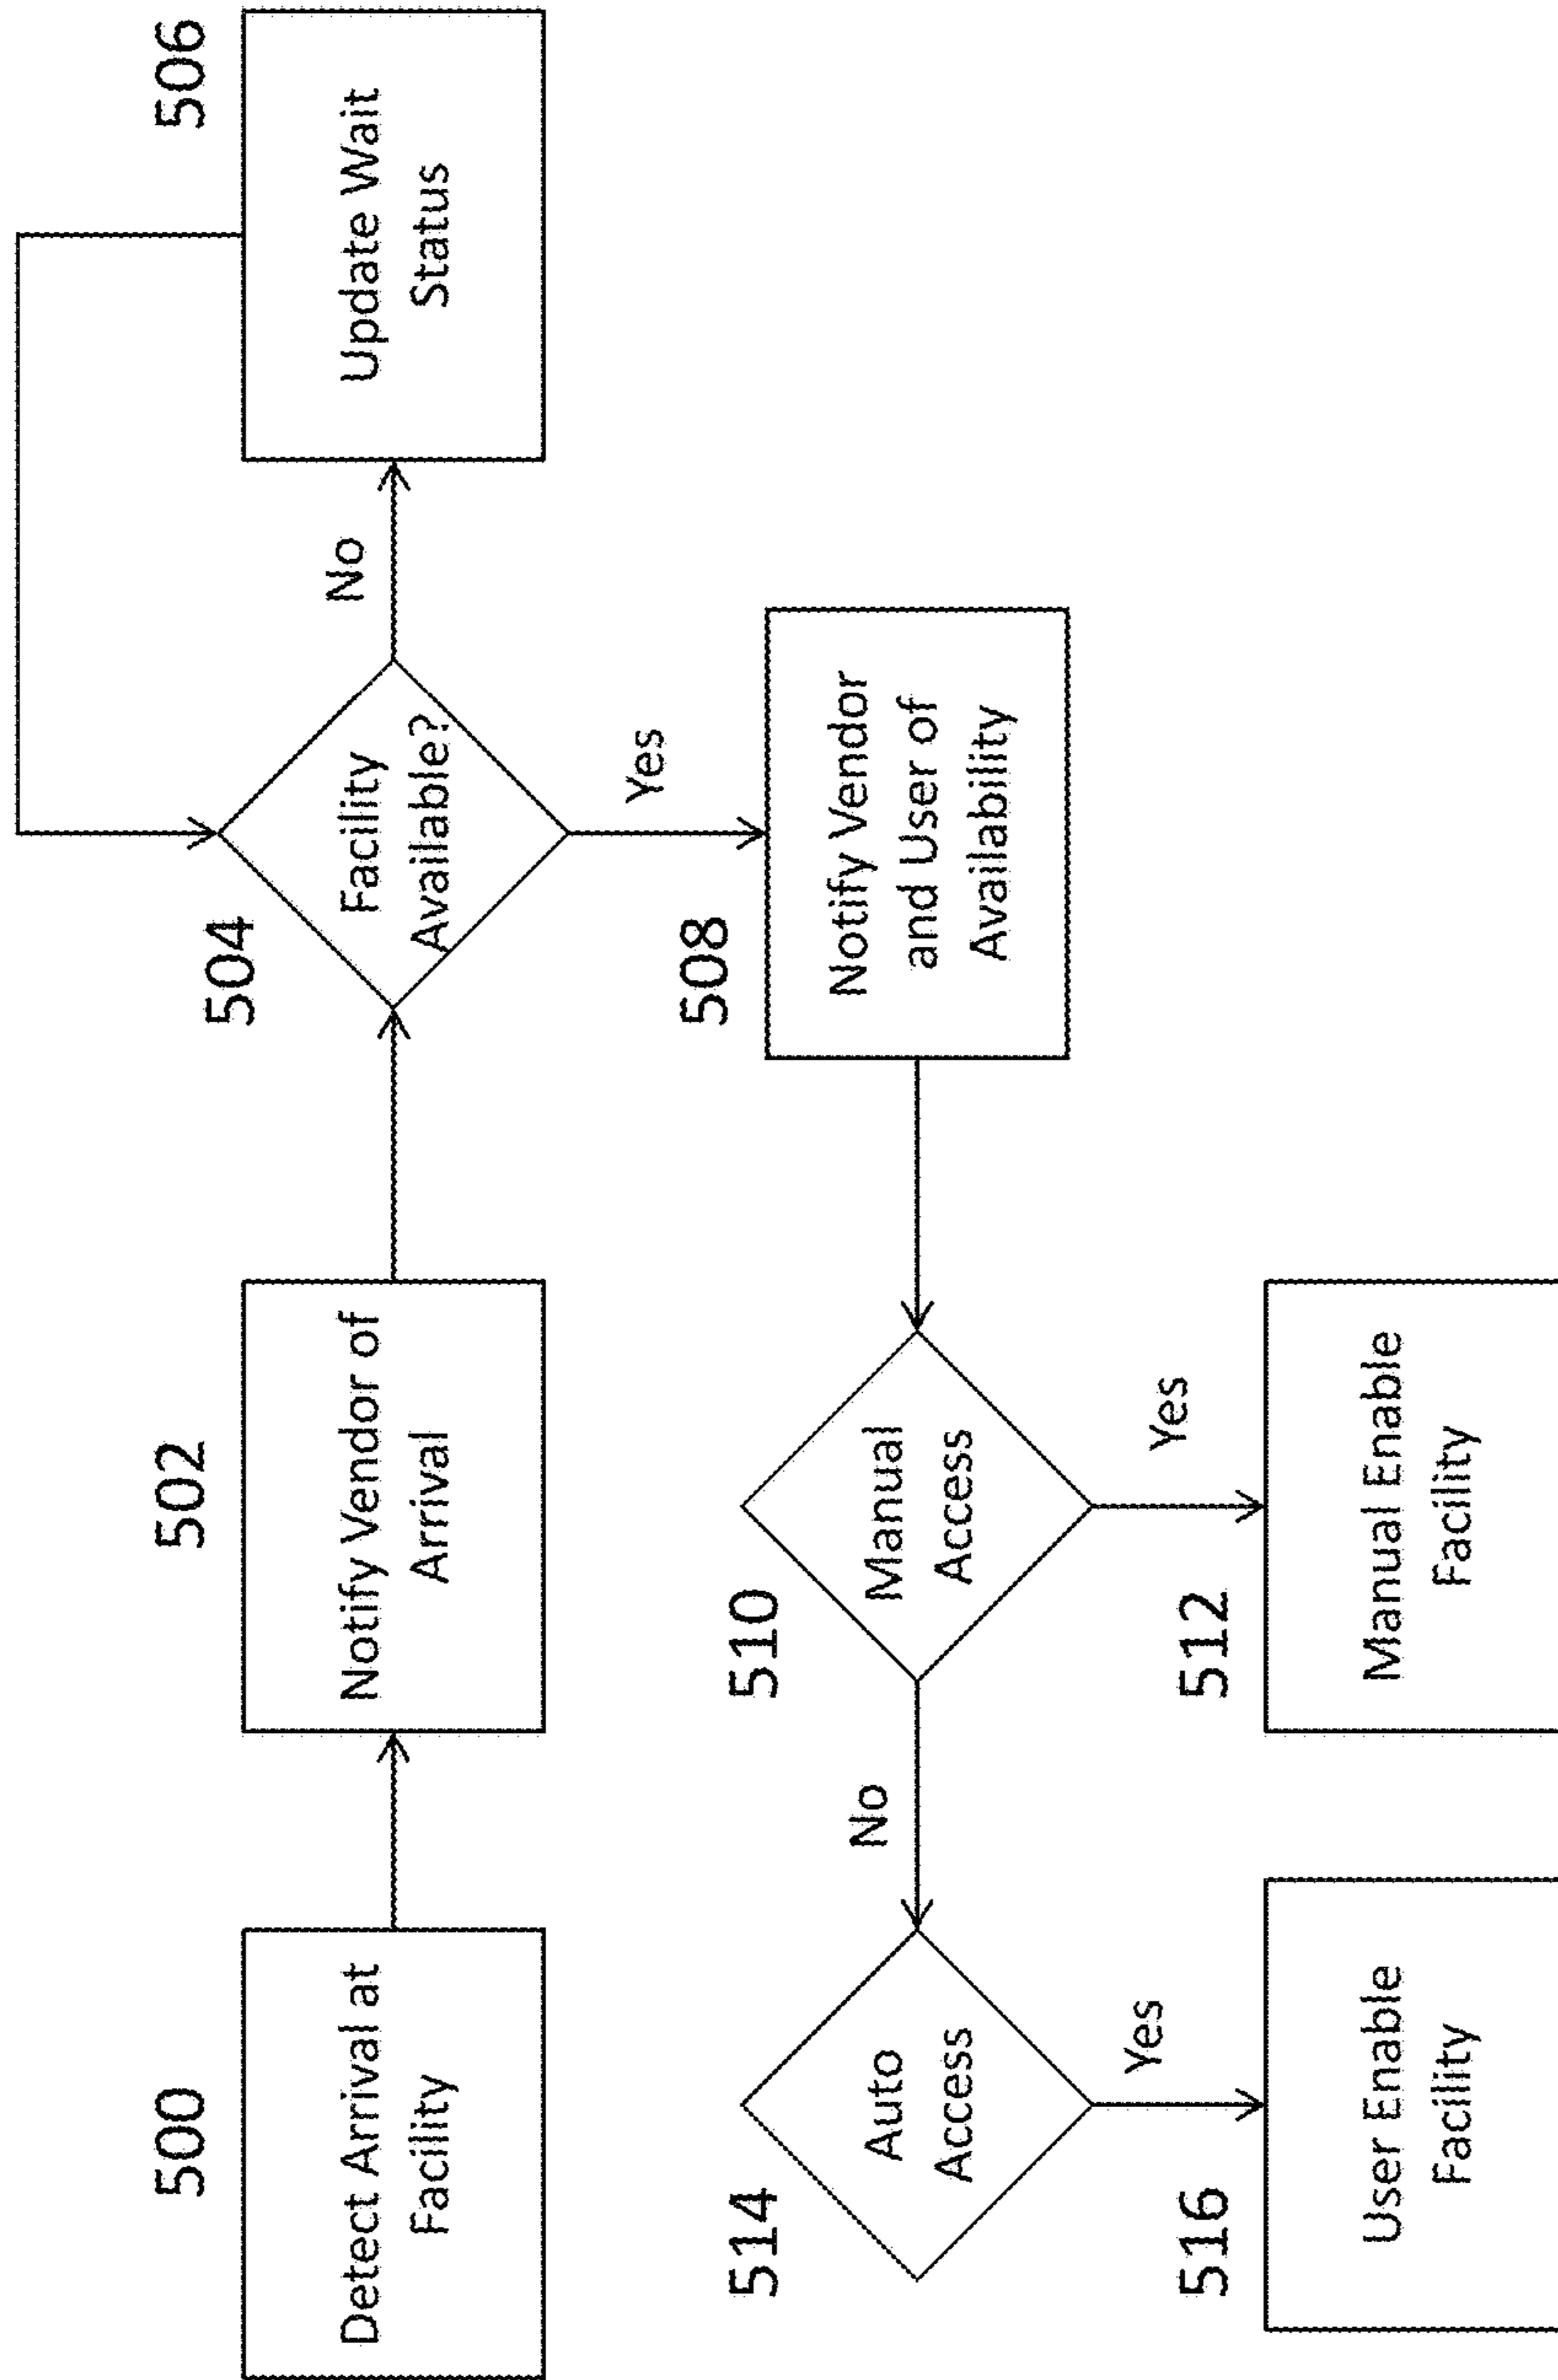 500
Detect Arrival at
Facility
502
Notify Vendor of
Arrival
504
Facility
Available?
No
506
Update Wait
Status
Yes
508
Notify Vendor
and User of
Availability
510
Manual
Access
Yes
512
Manual Enable
Facility
No
514
Auto
Access
Yes
516
User Enable
Facility